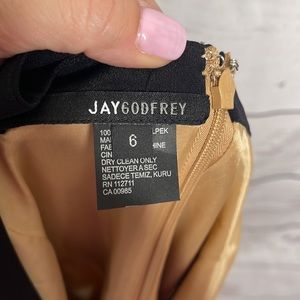 JAYGODFREY
6
DRY CLEAN ONLY
NETTOYER A SEC
SADECE TEMIZ, KURU
RN 112711
CA 00985